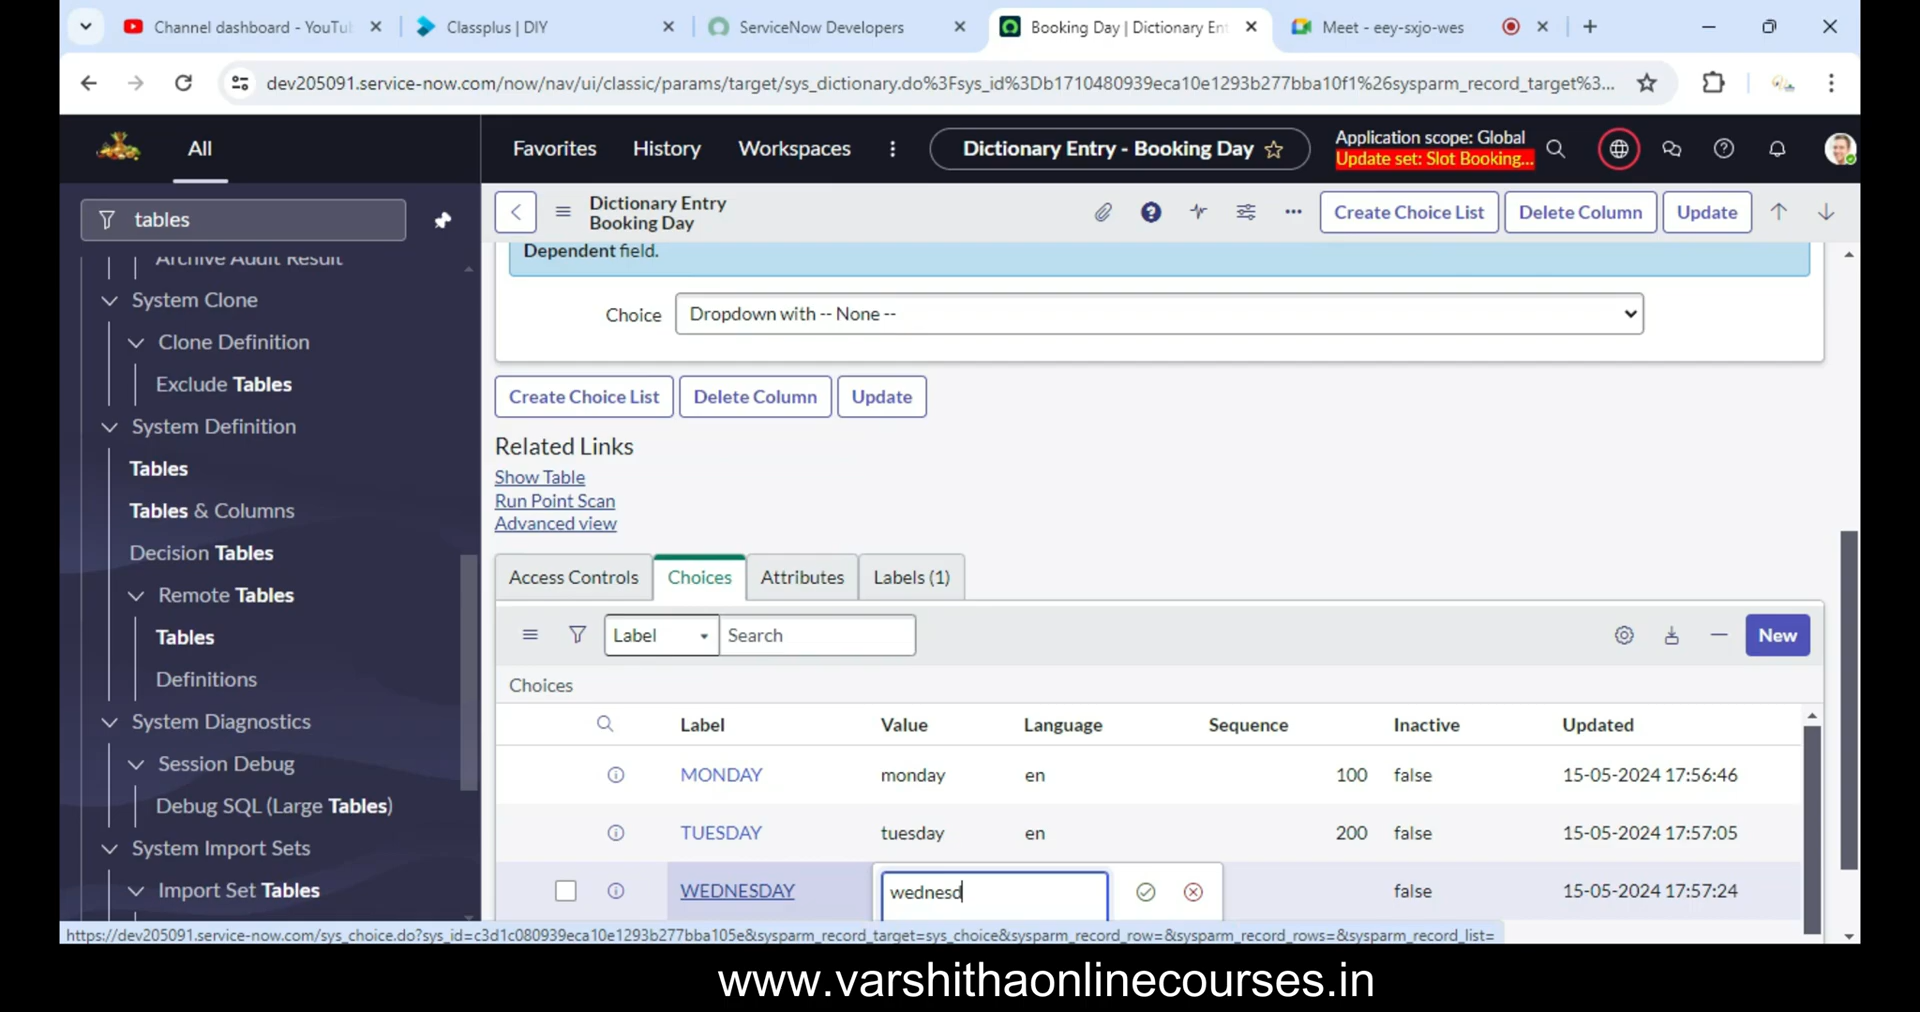 Channel dashboard - YouTu
Classplus | DIY
ServiceNow Developers
Booking Day | Dictionary Ent
Meet - eey-sxjo-wes
dev205091.service-now.com/now/nav/ui/classic/params/target/sys_dictionary.do%3Fsys_id%3Db1710480939eca10e1293b277bba10f1%26sysparm_record_target%3...
All
Favorites
History
Workspaces
Dictionary Entry - Booking Day
Application scope: Global
Update set: Slot Booking...
tables
Dictionary Entry
Booking Day
Create Choice List
Delete Column
Update
Archive Audit Result
System Clone
Clone Definition
Exclude Tables
System Definition
Tables
Tables & Columns
Decision Tables
Remote Tables
Tables
Definitions
System Diagnostics
Session Debug
Debug SQL (Large Tables)
System Import Sets
Import Set Tables
Dependent field.
Choice
Dropdown with -- None --
Create Choice List
Delete Column
Update
Related Links
Show Table
Run Point Scan
Advanced view
Access Controls
Choices
Attributes
Labels (1)
Label
Search
New
Choices
Label Value Language Sequence Inactive Updated
MONDAY monday en 100 false 15-05-2024 17:56:46
TUESDAY tuesday en 200 false 15-05-2024 17:57:05
WEDNESDAY wednesd false 15-05-2024 17:57:24
https://dev205091.service-now.com/sys_choice.do?sys_id=c3d1c080939eca10e1293b277bba105e&sysparm_record_target=sys_choice&sysparm_record_row=&sysparm_record_rows=&sysparm_record_list=
www.varshithaonlinecourses.in